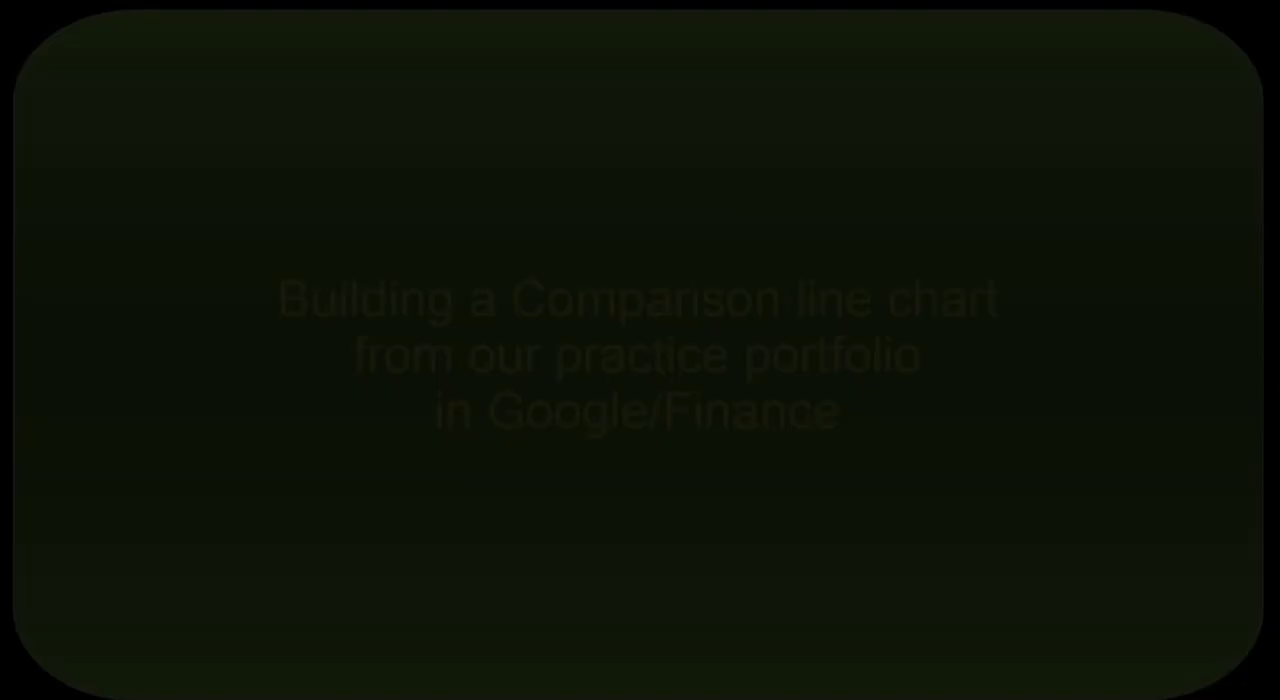 Building a Comparison line chart
from our practice portfolio
in Google/Finance